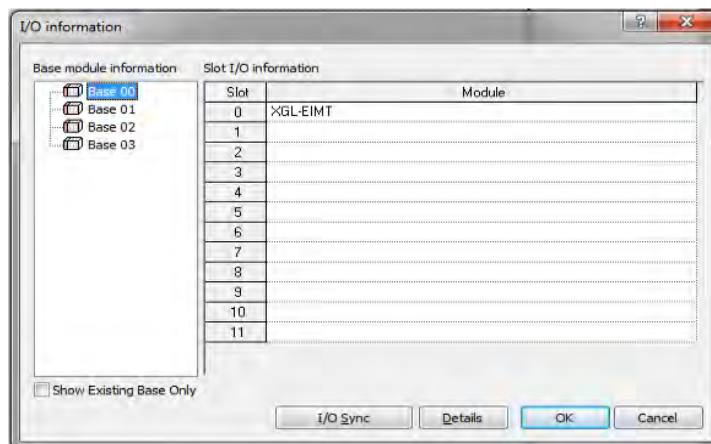 I/O information
Base module information
Slot I/O information
Base 00
Base 01
Base 02
Base 03
Slot Module
0 XGL-EIMT
1
2
3
4
5
6
7
8
9
10
11
Show Existing Base Only
I/O Sync Details OK Cancel